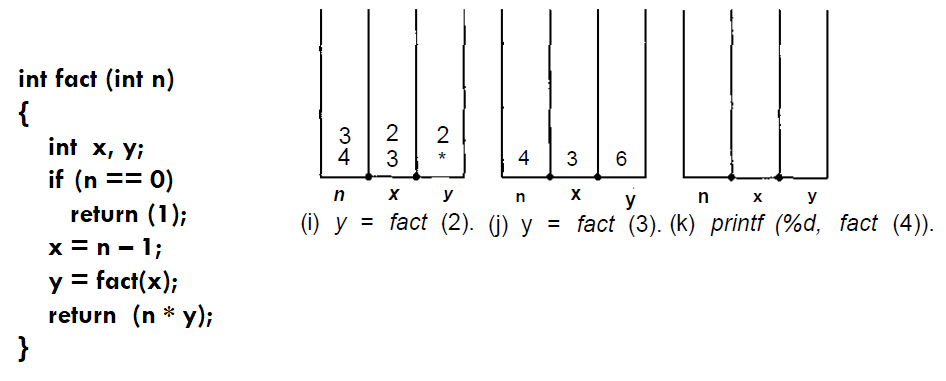 int fact (int n)
{
int x, y;
if (n == 0)
return (1);
x = n – 1;
y = fact(x);
return (n * y);
}
3 2 2
4 3 *
n x y
(i) y = fact (2).
4 3 6
n x y
(j) y = fact (3).
n x y
(k) printf (%d, fact (4)).